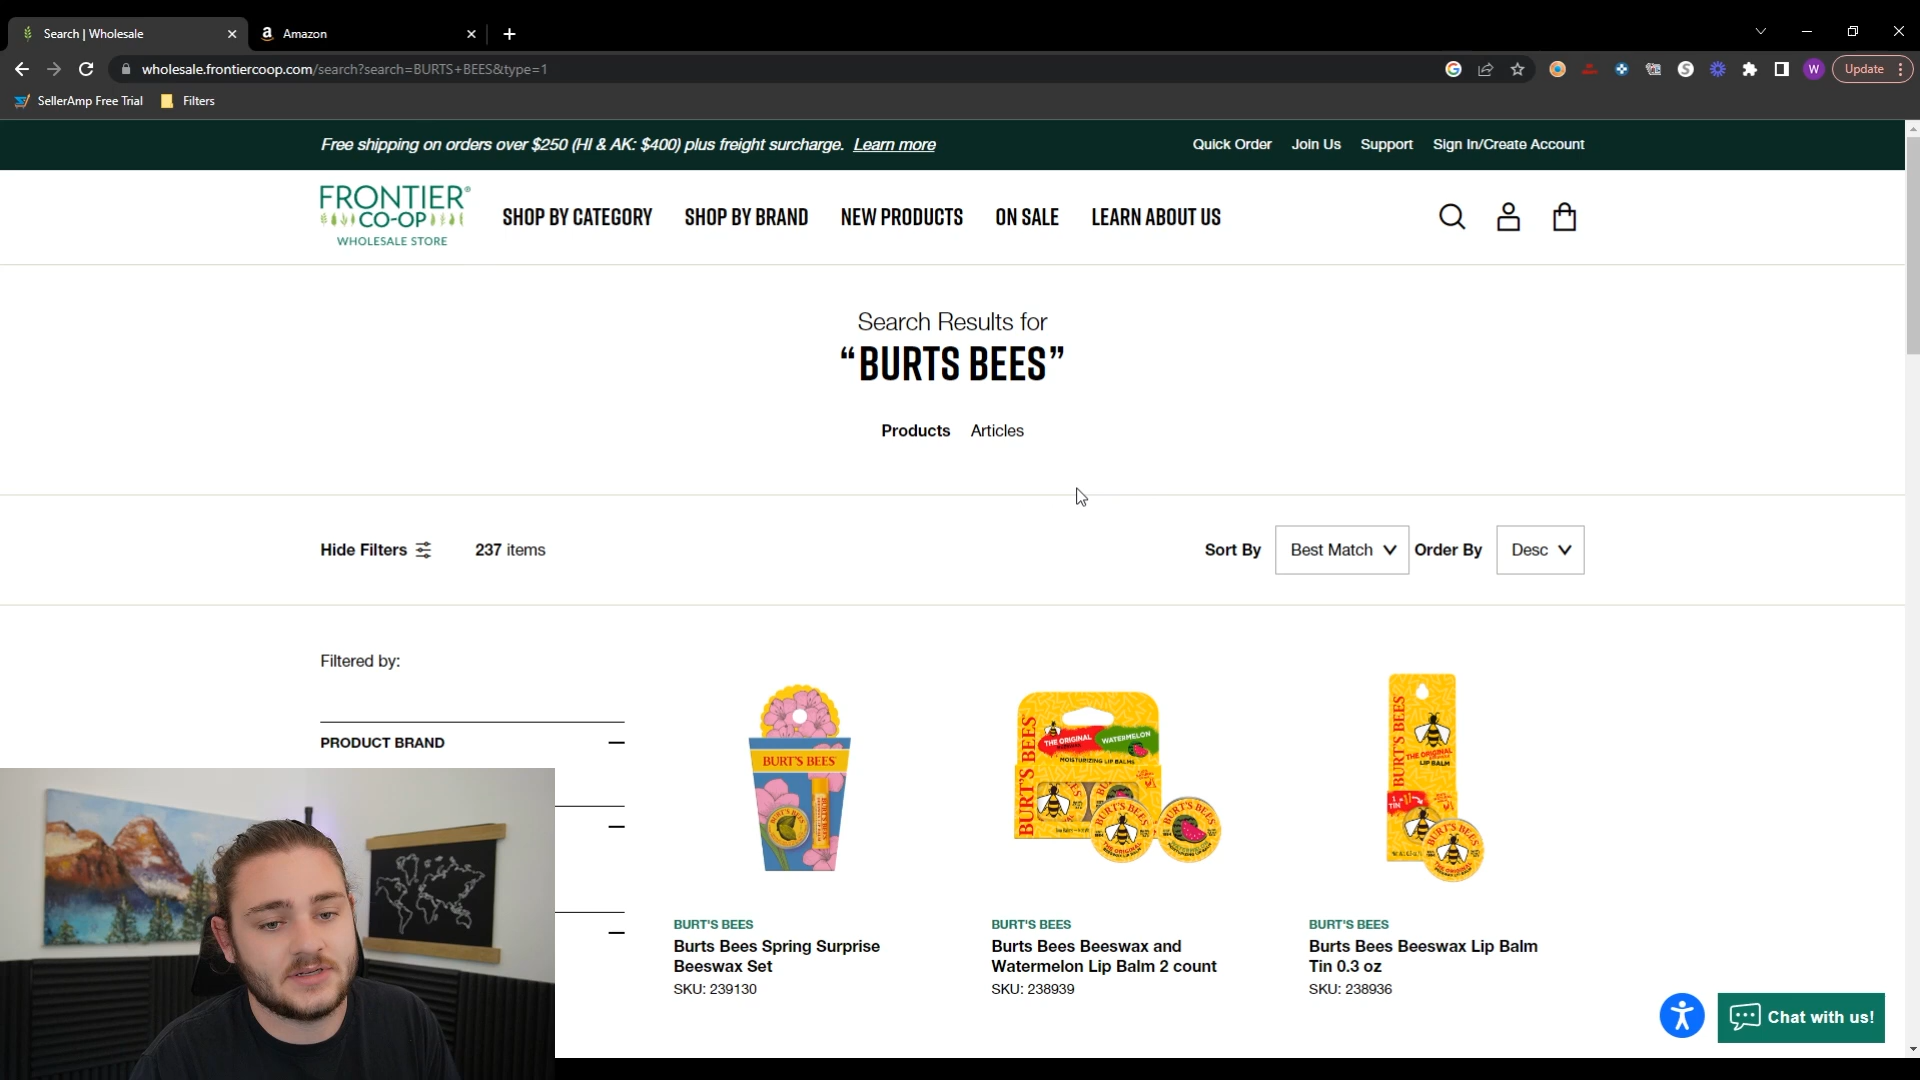 Search | Wholesale
Amazon
wholesale.frontiercoop.com/search?search=BURTS+BEES&type=1
W
Update
SellerAmp Free Trial
Filters
Free shipping on orders over $250 (HI & AK: $400) plus freight surcharge. Learn more
Quick Order
Join Us
Support
Sign In/Create Account
FRONTIER®
CO-OP
WHOLESALE STORE
SHOP BY CATEGORY
SHOP BY BRAND
NEW PRODUCTS
ON SALE
LEARN ABOUT US
Search Results for
“BURTS BEES”
Products
Articles
Hide Filters
237 items
Sort By
Best Match
Order By
Desc
Filtered by:
PRODUCT BRAND
BURT'S BEES
BURT'S BEES
THE ORIGINAL
WATERMELON
MOISTURIZING LIP BALMS
BURT'S BEES
THE ORIGINAL
LIP BALM
BURT'S BEES
Burts Bees Spring Surprise
Beeswax Set
SKU: 239130
BURT'S BEES
Burts Bees Beeswax and
Watermelon Lip Balm 2 count
SKU: 238939
BURT'S BEES
Burts Bees Beeswax Lip Balm
Tin 0.3 oz
SKU: 238936
Chat with us!